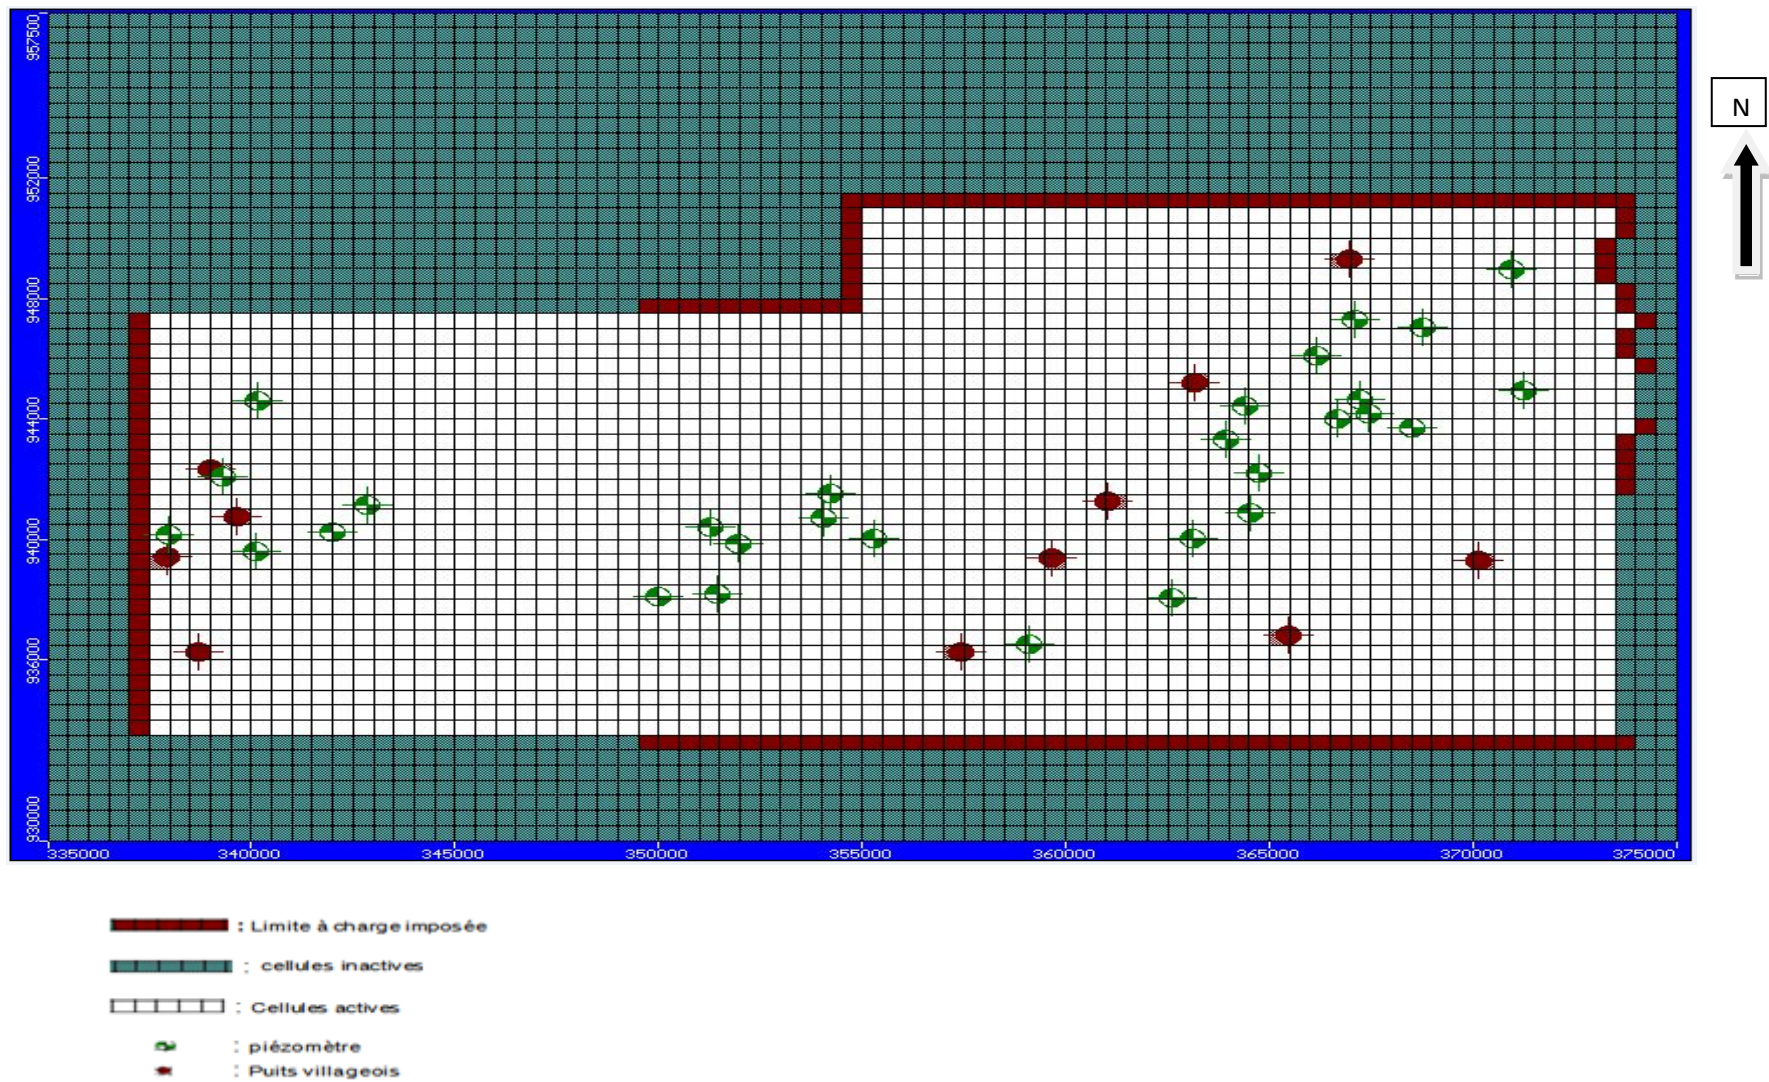 957500
952000
948000
944000
940000
936000
930000
335000 340000 345000 350000 355000 360000 365000 370000 375000
N
: Limite à charge imposée
: cellules inactives
: Cellules actives
: piézomètre
: Puits villageois